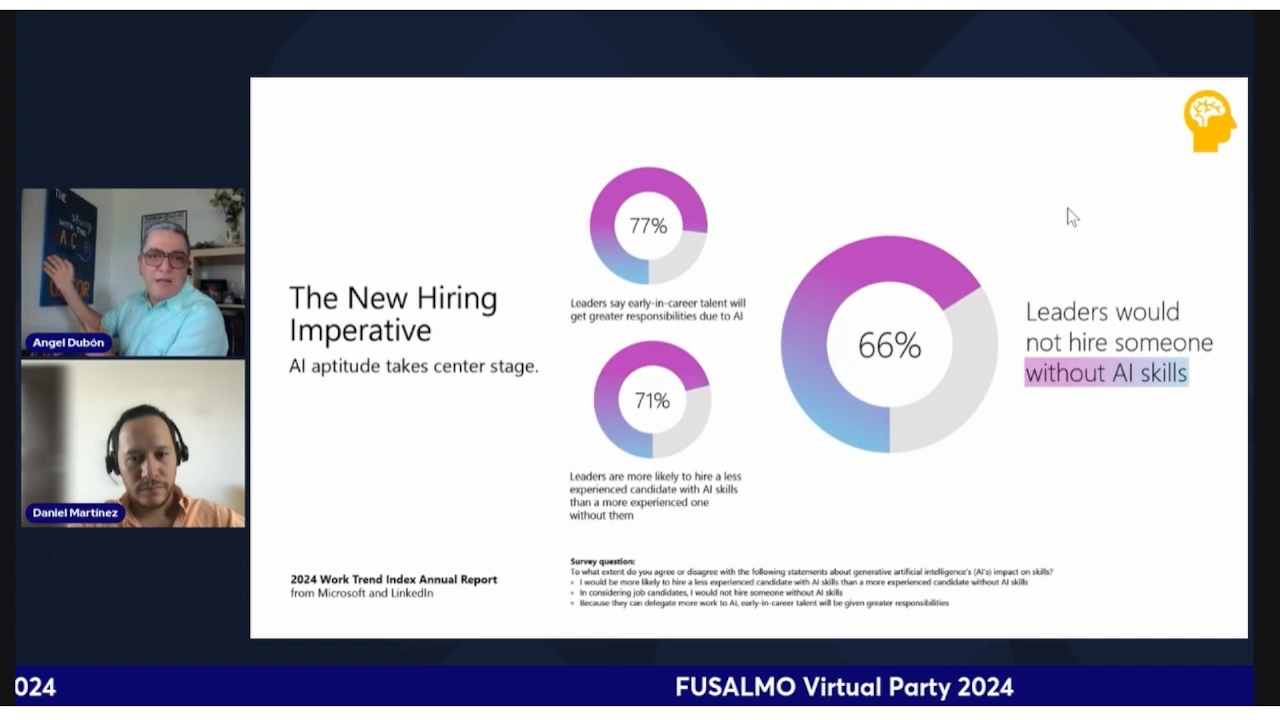 THE
AC
Angel Dubón
Daniel Martínez
The New Hiring
Imperative
AI aptitude takes center stage.
77%
Leaders say early-in-career talent will
get greater responsibilities due to AI
71%
Leaders are more likely to hire a less
experienced candidate with AI skills
than a more experienced one
without them
66%
Leaders would
not hire someone
without AI skills
2024 Work Trend Index Annual Report
from Microsoft and LinkedIn
Survey question:
To what extent do you agree or disagree with the following statements about generative artificial intelligence's (AI's) impact on skills?
• I would be more likely to hire a less experienced candidate with AI skills than a more experienced candidate without AI skills
• In considering job candidates, I would not hire someone without AI skills
• Because they can delegate more work to AI, early-in-career talent will be given greater responsibilities
024
FUSALMO Virtual Party 2024